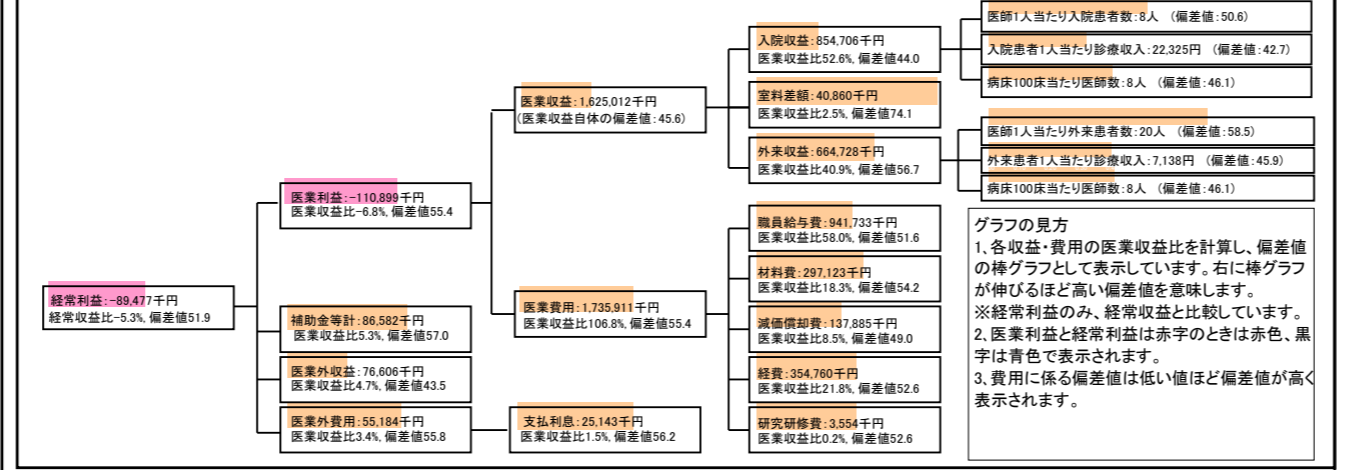 医師1人当たり入院患者数:8人 (偏差値:50.6)
入院収益:854,706千円
医業収益比52.6%, 偏差値44.0
入院患者1人当たり診療収入:22,325円 (偏差値:42.7)
病床100床当たり医師数:8人 (偏差値:46.1)
医業収益:1,625,012千円
(医業収益自体の偏差値:45.6)
室料差額:40,860千円
医業収益比2.5%, 偏差値74.1
医師1人当たり外来患者数:20人 (偏差値:58.5)
外来収益:664,728千円
医業収益比40.9%, 偏差値56.7
外来患者1人当たり診療収入:7,138円 (偏差値:45.9)
病床100床当たり医師数:8人 (偏差値:46.1)
医業利益:-110,899千円
医業収益比-6.8%, 偏差値55.4
職員給与費:941,733千円
医業収益比58.0%, 偏差値51.6
材料費:297,123千円
医業収益比18.3%, 偏差値54.2
経常利益:-89,477千円
経常収益比-5.3%, 偏差値51.9
医業費用:1,735,911千円
医業収益比106.8%, 偏差値55.4
補助金等計:86,582千円
医業収益比5.3%, 偏差値57.0
減価償却費:137,885千円
医業収益比8.5%, 偏差値49.0
医業外収益:76,606千円
医業収益比4.7%, 偏差値43.5
経費:354,760千円
医業収益比21.8%, 偏差値52.6
医業外費用:55,184千円
医業収益比3.4%, 偏差値55.8
支払利息:25,143千円
医業収益比1.5%, 偏差値56.2
研究研修費:3,554千円
医業収益比0.2%, 偏差値52.6
グラフの見方
1、各収益・費用の医業収益比を計算し、偏差値
の棒グラフとして表示しています。右に棒グラフ
が伸びるほど高い偏差値を意味します。
※経常利益のみ、経常収益と比較しています。
2、医業利益と経常利益は赤字のときは赤色、黒
字は青色で表示されます。
3、費用に係る偏差値は低い値ほど偏差値が高く
表示されます。